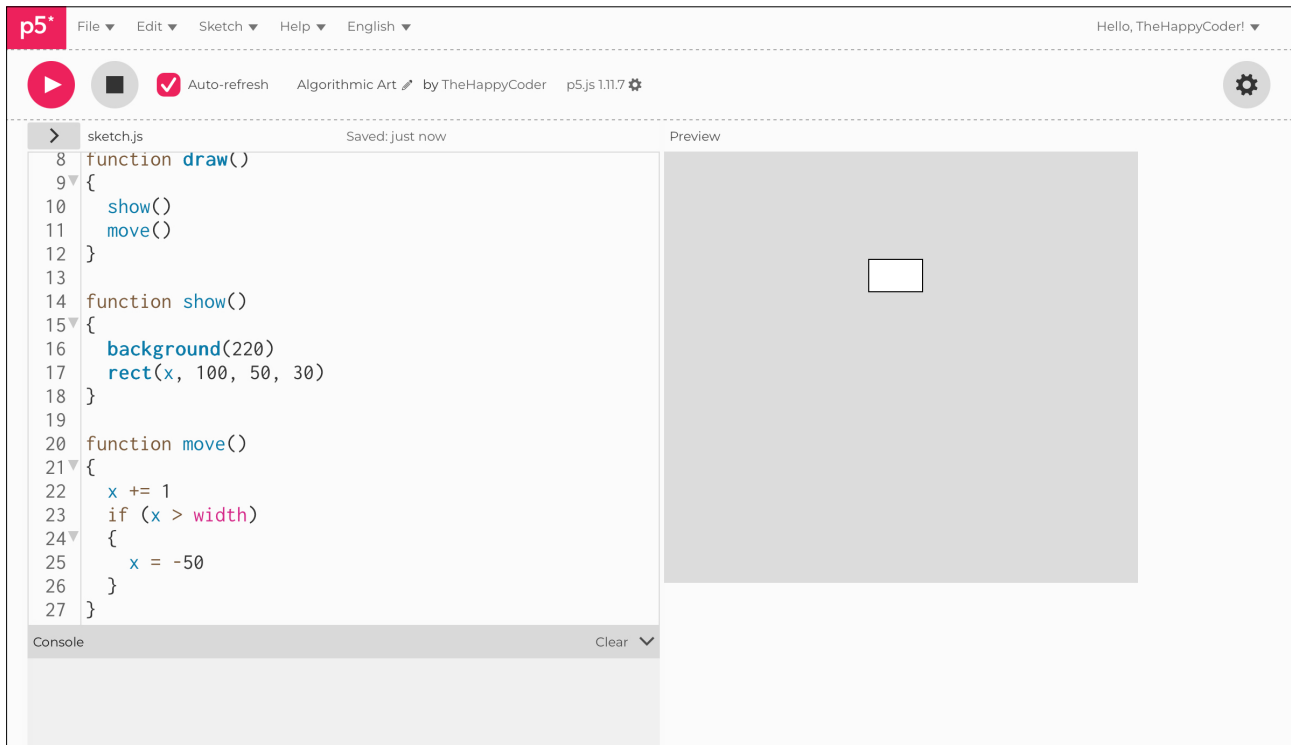 p5* File Edit Sketch Help English Hello, TheHappyCoder!
Auto-refresh Algorithmic Art by TheHappyCoder p5.js 1.11.7
sketch.js Saved: just now Preview
8 function draw()
9 {
10   show()
11   move()
12 }
13
14 function show()
15 {
16   background(220)
17   rect(x, 100, 50, 30)
18 }
19
20 function move()
21 {
22   x += 1
23   if (x > width)
24   {
25     x = -50
26   }
27 }
Console Clear